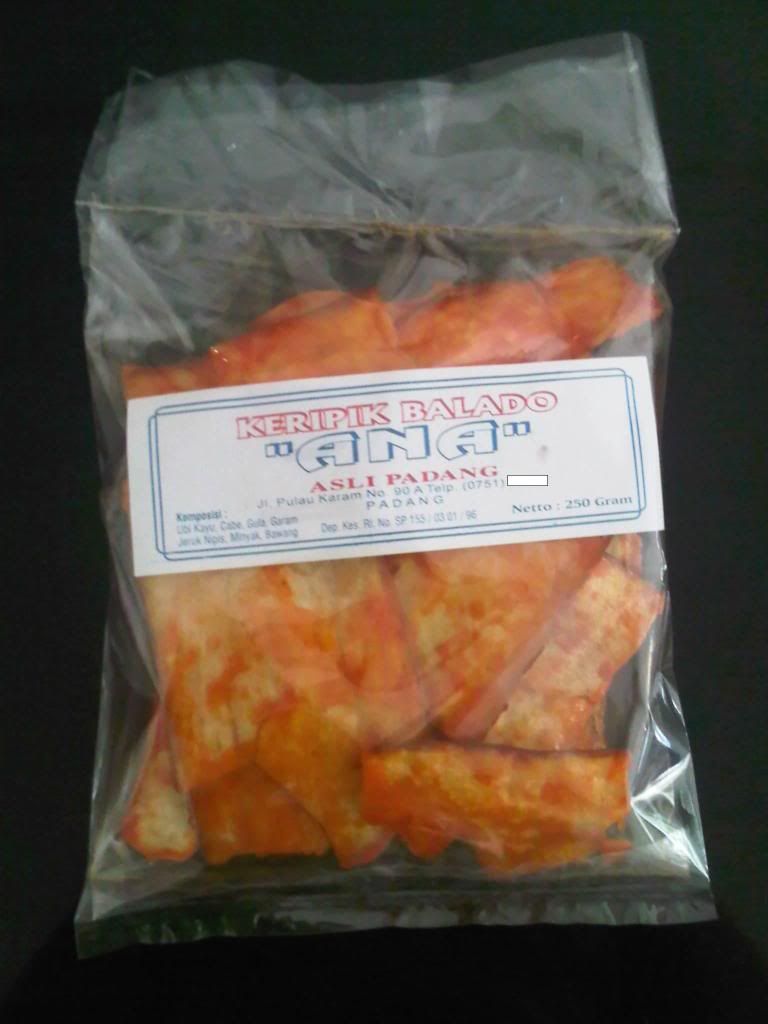 KERIPIK BALADO
"ANA"
ASLI PADANG
Jl. Pulau Karam No. 90 A Telp. (0751)
PADANG
Komposisi :
Ubi Kayu, Cabe, Gula, Garam
Jeruk Nipis, Minyak, Bawang
Dep. Kes. RI. No. SP 153 / 03 01 / 96
Netto : 250 Gram